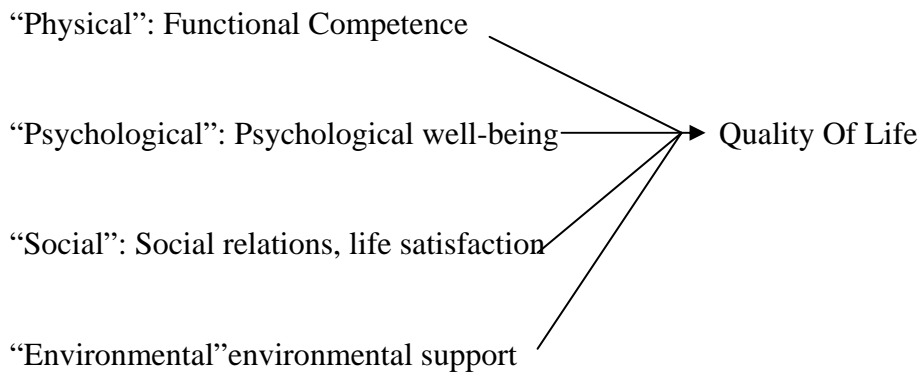 “Physical”: Functional Competence
“Psychological”: Psychological well-being
Quality Of Life
“Social”: Social relations, life satisfaction
“Environmental”environmental support